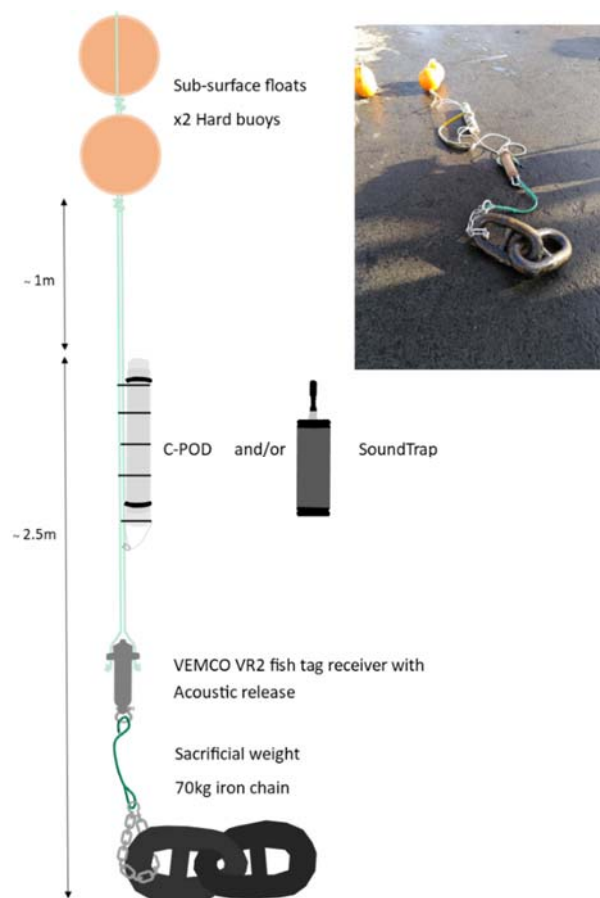 Sub-surface floats
x2 Hard buoys
~ 1m
C-POD and/or SoundTrap
~ 2.5m
VEMCO VR2 fish tag receiver with
Acoustic release
Sacrificial weight
70kg iron chain